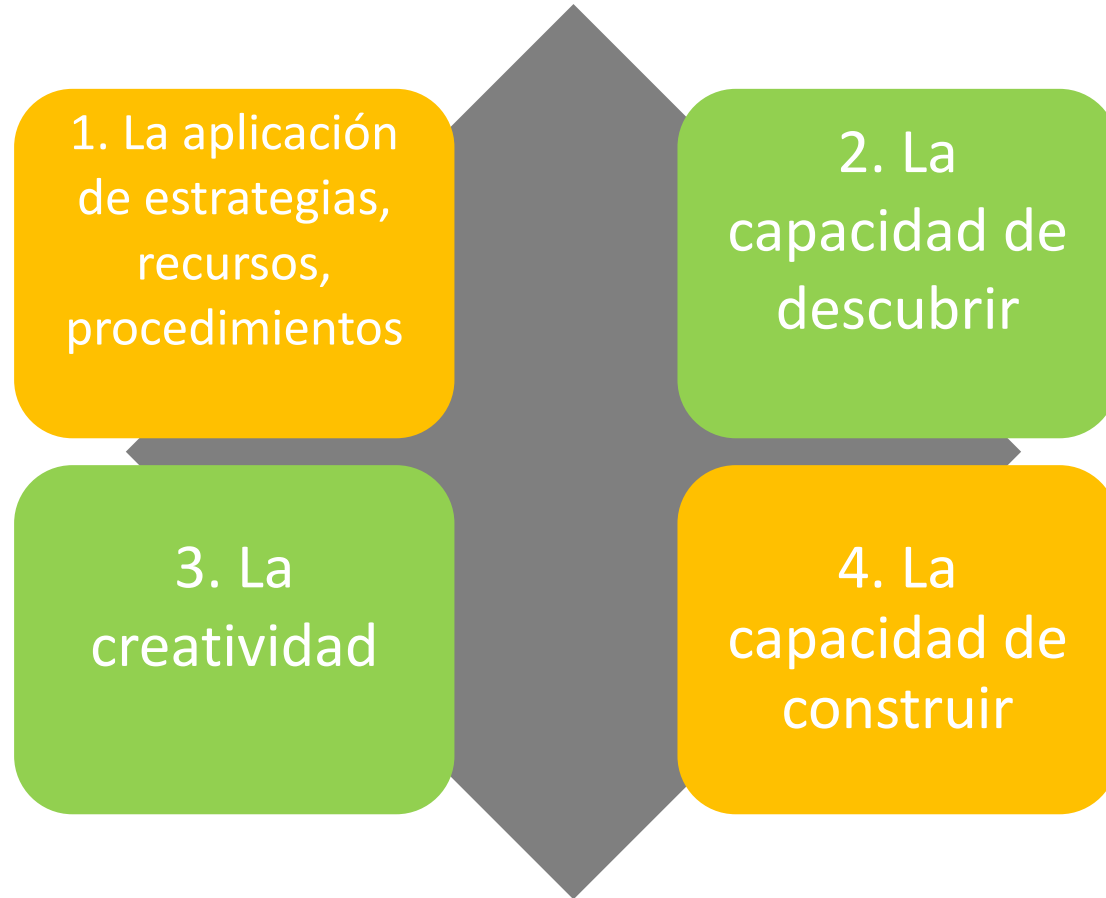 1. La aplicación
de estrategias,
recursos,
procedimientos
2. La
capacidad de
descubrir
3. La
creatividad
4. La
capacidad de
construir